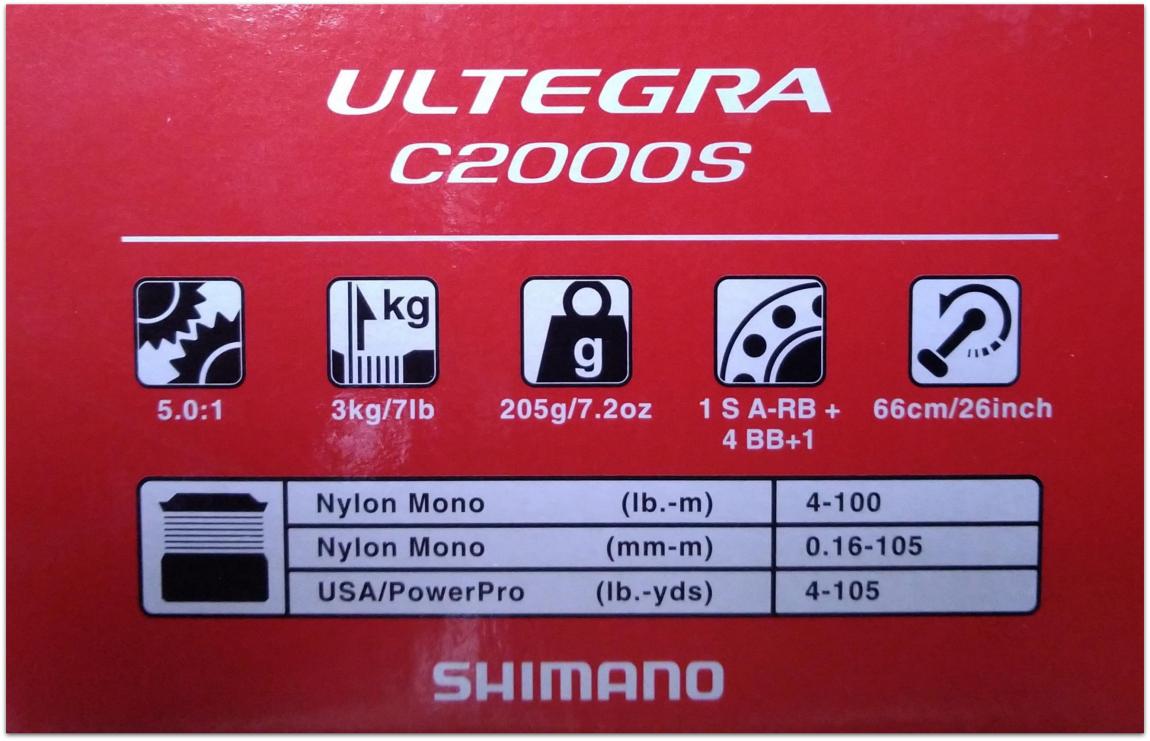 ULTEGRA
C2000S
kg
g
5.0:1
3kg/7lb
205g/7.2oz
1 S A-RB +
4 BB+1
66cm/26inch
Nylon Mono (lb.-m) 4-100
Nylon Mono (mm-m) 0.16-105
USA/PowerPro (lb.-yds) 4-105
SHIMANO